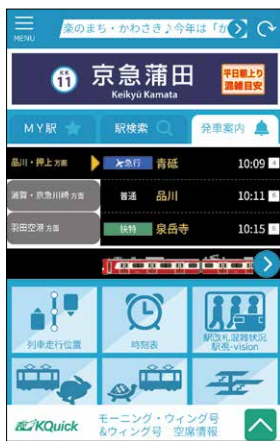 MENU
楽のまち・かわさき♪今年は「か
KK
11
京急蒲田
Keikyū Kamata
平日朝上り
混雑目安
MY駅
駅検索
発車案内
品川・押上方面
急行 青砥 10:09 4
浦賀・京急川崎方面
普通 品川 10:11
羽田空港方面
快特 泉岳寺 10:15
列車走行位置
時刻表
駅改札混雑状況
駅視-vision
KQuick
モーニング・ウィング号
&ウィング号 空席情報